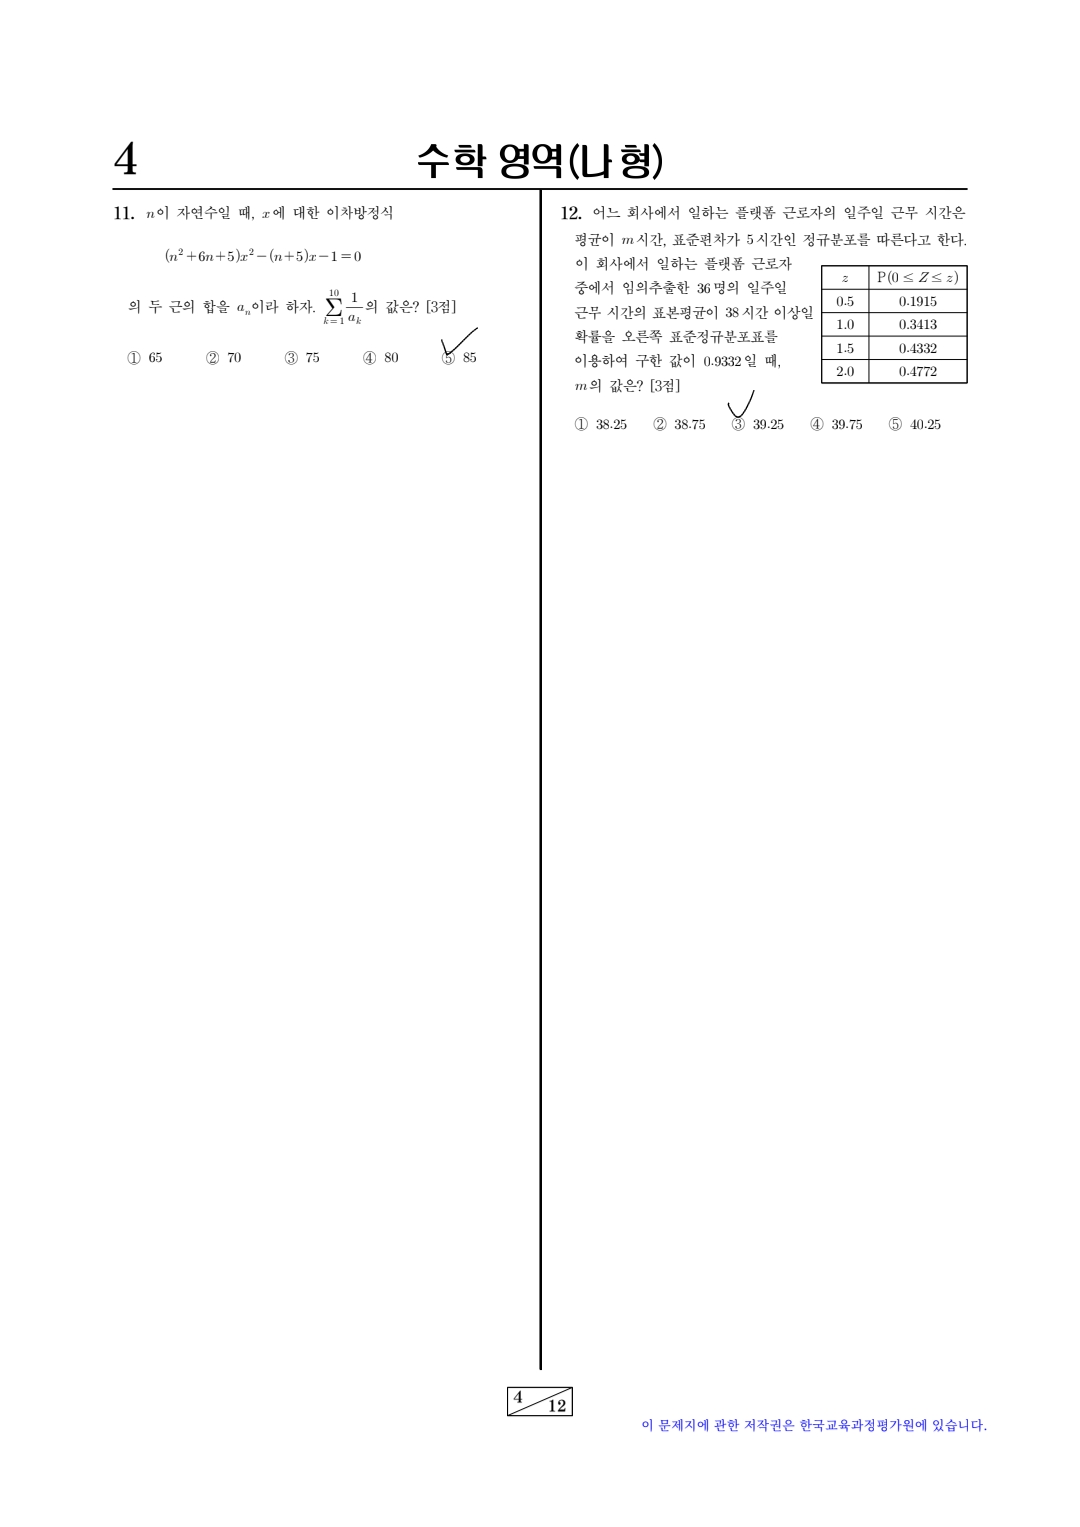 4
수학 영역(나 형)
11. n이 자연수일 때, x에 대한 이차방정식
(n²+6n+5)x²-(n+5)x-1=0
의 두 근의 합을 aₙ이라 하자. \sum_{k=1}^{10} \frac{1}{a_k}의 값은? [3점]
① 65 ② 70 ③ 75 ④ 80 ⑤ 85
12. 어느 회사에서 일하는 플랫폼 근로자의 일주일 근무 시간은
평균이 m시간, 표준편차가 5시간인 정규분포를 따른다고 한다.
이 회사에서 일하는 플랫폼 근로자
중에서 임의추출한 36명의 일주일
근무 시간의 표본평균이 38시간 이상일
확률을 오른쪽 표준정규분포표를
이용하여 구한 값이 0.9332일 때,
m의 값은? [3점]
z P(0 ≤ Z ≤ z)
0.5 0.1915
1.0 0.3413
1.5 0.4332
2.0 0.4772
① 38.25 ② 38.75 ③ 39.25 ④ 39.75 ⑤ 40.25
4 12
이 문제지에 관한 저작권은 한국교육과정평가원에 있습니다.